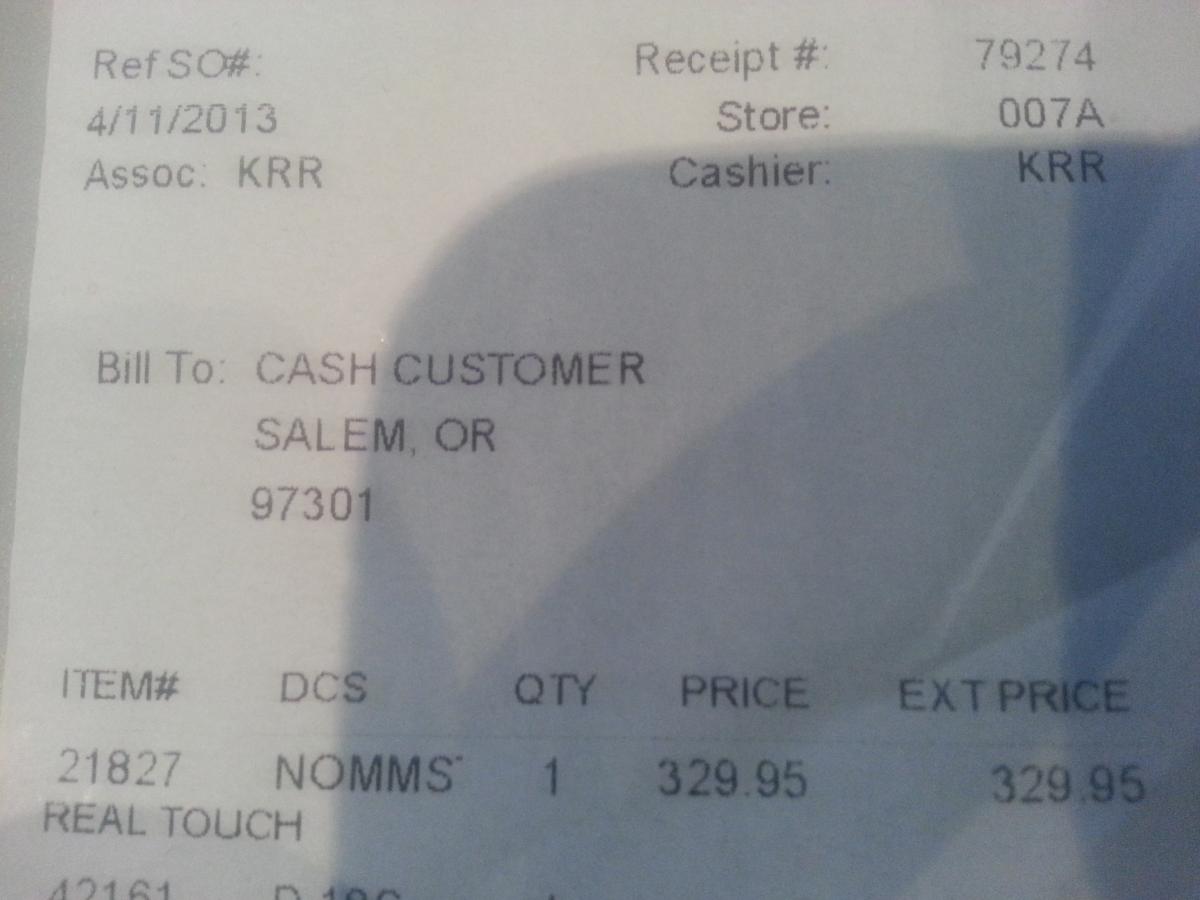 Ref SO#: Receipt #: 79274
4/11/2013 Store: 007A
Assoc: KRR Cashier: KRR
Bill To: CASH CUSTOMER
SALEM, OR
97301
ITEM# DCS QTY PRICE EXT PRICE
21827 NOMMS 1 329.95 329.95
REAL TOUCH
42161